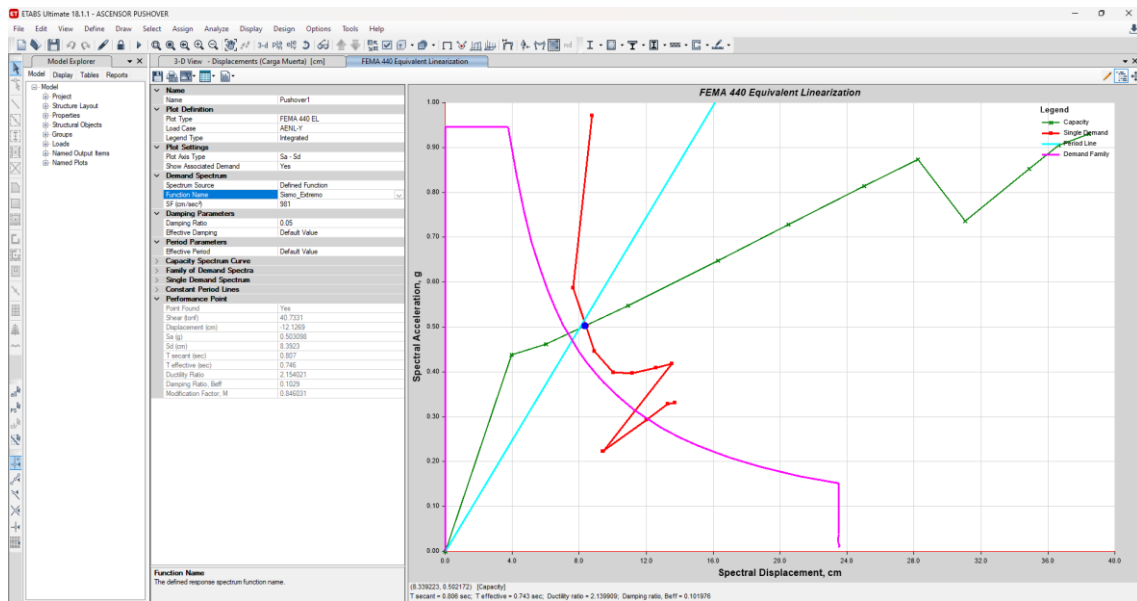 ETABS Ultimate 18.1.1 - ASCENSOR PUSHOVER
File Edit View Define Draw Select Assign Analyze Display Design Options Tools Help
Model Explorer
Model Display Tables Reports
Model
Project
Structure Layout
Properties
Structural Objects
Groups
Loads
Named Output Items
Named Plots
3-D View - Displacements (Carga Muerta) [cm]
FEMA 440 Equivalent Linearization
Name
Name Pushover1
Plot Definition
Plot Type FEMA 440 EL
Load Case AENL-Y
Legend Type Integrated
Plot Settings
Plot Axis Type Sa - Sd
Show Associated Demand Yes
Demand Spectrum
Spectrum Source Defined Function
Function Name Sismo_Extremo
SF (cm/sec²) 981
Damping Parameters
Damping Ratio 0.05
Effective Damping Default Value
Period Parameters
Effective Period Default Value
Capacity Spectrum Curve
Family of Demand Spectra
Single Demand Spectrum
Constant Period Lines
Performance Point
Point Found Yes
Shear (tonf) 40.7331
Displacement (cm) -12.1269
Sa (g) 0.503098
Sd (cm) 8.3923
T secant (sec) 0.807
T effective (sec) 0.746
Ductility Ratio 2.154021
Damping Ratio, Beff 0.1029
Modification Factor, M 0.846031
Function Name
The defined response spectrum function name.
FEMA 440 Equivalent Linearization
Legend
Capacity
Single Demand
Period Line
Demand Family
Spectral Acceleration, g
1.00
0.90
0.80
0.70
0.60
0.50
0.40
0.30
0.20
0.10
0.00
0.0 4.0 8.0 12.0 16.0 20.0 24.0 28.0 32.0 36.0 40.0
Spectral Displacement, cm
(8.339223, 0.502172) [Capacity]
T secant = 0.806 sec; T effective = 0.743 sec; Ductility ratio = 2.139909; Damping ratio, Beff = 0.101976